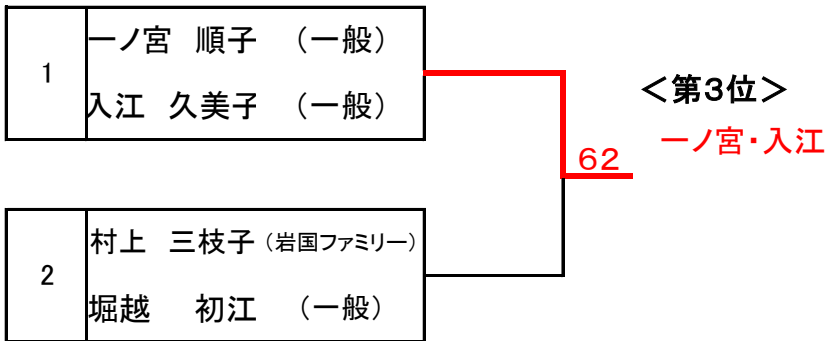 1
一ノ宮　順子　（一般）
入江　久美子　（一般）
＜第3位＞
一ノ宮・入江
62
2
村上　三枝子（岩国ファミリー）
堀越　　初江　（一般）